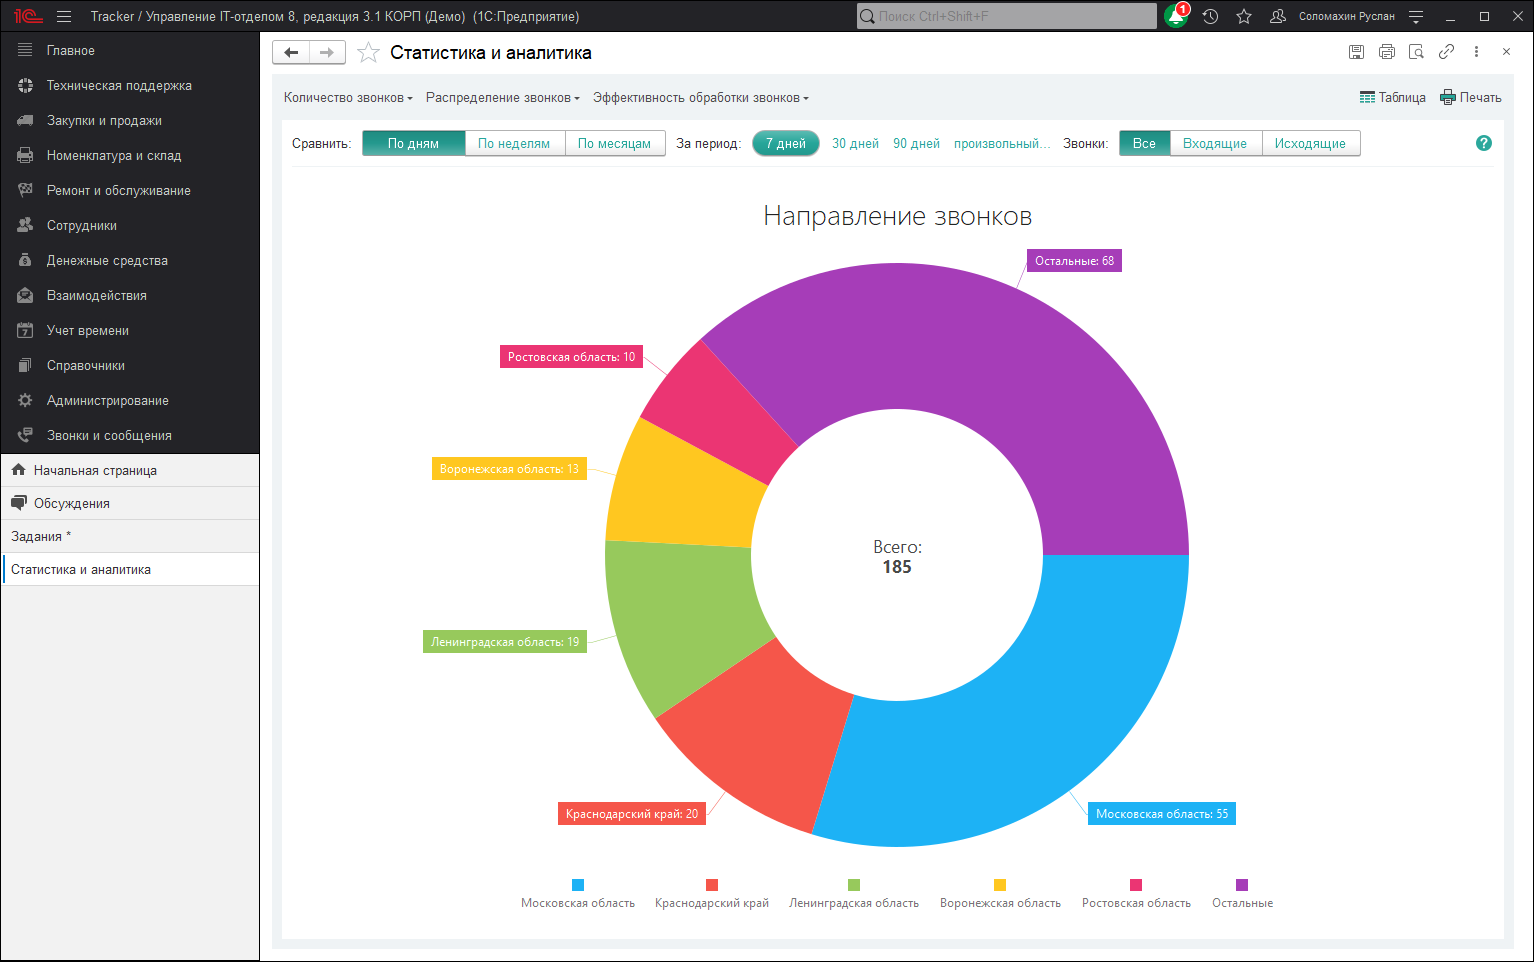 1С Tracker / Управление IT-отделом 8, редакция 3.1 КОРП (Демо) (1С:Предприятие) Поиск Ctrl+Shift+F 1 Соломахин Руслан
Главное
Техническая поддержка
Закупки и продажи
Номенклатура и склад
Ремонт и обслуживание
Сотрудники
Денежные средства
Взаимодействия
7 Учет времени
Справочники
Администрирование
Звонки и сообщения
Начальная страница
Обсуждения
Задания *
Статистика и аналитика
Статистика и аналитика
Количество звонков Распределение звонков Эффективность обработки звонков Таблица Печать
Сравнить: По дням По неделям По месяцам За период: 7 дней 30 дней 90 дней произвольный... Звонки: Все Входящие Исходящие ?
Направление звонков
Остальные: 68
Ростовская область: 10
Воронежская область: 13
Всего:
185
Ленинградская область: 19
Краснодарский край: 20
Московская область: 55
Московская область Краснодарский край Ленинградская область Воронежская область Ростовская область Остальные